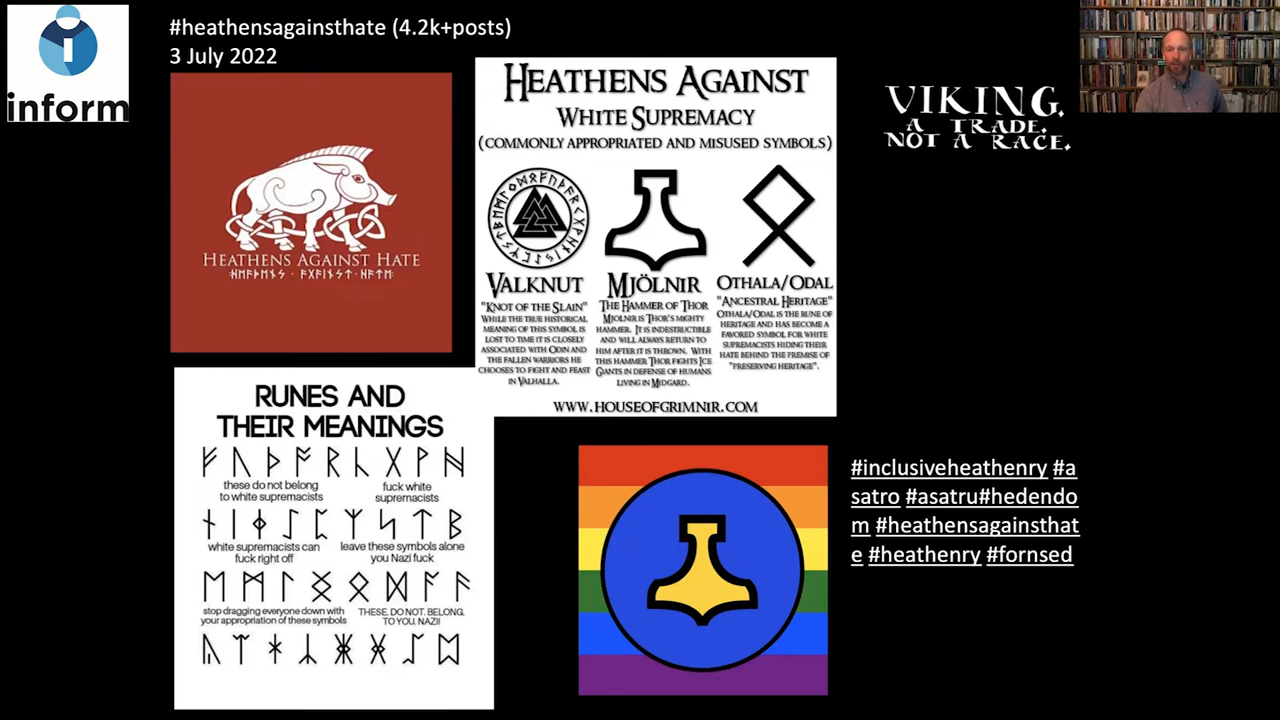 inform
#heathensagainsthate (4.2k+posts)
3 July 2022
HEATHENS AGAINST HATE
ᚺᛖᚨᚦᛖᚾᛋ · ᚨᚷᚨᛁᚾᛋᛏ · ᚺᚨᛏᛖ
HEATHENS AGAINST
WHITE SUPREMACY
(COMMONLY APPROPRIATED AND MISUSED SYMBOLS)
VALKNUT
"KNOT OF THE SLAIN"
WHILE THE TRUE HISTORICAL
MEANING OF THIS SYMBOL IS
LOST TO TIME IT IS CLOSELY
ASSOCIATED WITH ODIN AND
THE FALLEN WARRIORS HE
CHOOSES TO FIGHT AND FEAST
IN VALHALLA.
MJÖLNIR
THE HAMMER OF THOR
MJOLNIR IS THOR'S MIGHTY
HAMMER. IT IS INDESTRUCTIBLE
AND WILL ALWAYS RETURN TO
HIM AFTER IT IS THROWN. WITH
THIS HAMMER THOR FIGHTS ICE
GIANTS IN DEFENSE OF HUMANS
LIVING IN MIDGARD.
OTHALA/ODAL
"ANCESTRAL HERITAGE"
OTHALA/ODAL IS THE RUNE OF
HERITAGE AND HAS BECOME A
FAVORED SYMBOL FOR WHITE
SUPREMACISTS HIDING THEIR
HATE BEHIND THE PREMISE OF
"PRESERVING HERITAGE".
WWW.HOUSEOFGRIMNIR.COM
VIKING.
A TRADE.
NOT A RACE.
RUNES AND
THEIR MEANINGS
ᚠ ᚢ ᚦ ᚨ ᚱ ᚳ ᚷ ᚹ ᚻ
these do not belong
to white supremacists
fuck white
supremacists
ᚾ ᛁ ᛄ ᛇ ᛈ ᛉ ᛋ ᛏ ᛒ
white supremacists can
fuck right off
leave these symbols alone
you Nazi fuck
ᛖ ᛗ ᛚ ᛝ ᛟ ᛞ ᚪ ᚫ
stop dragging everyone down with
your appropriation of these symbols
THESE. DO NOT. BELONG.
TO YOU. NAZI!
#inclusiveheathenry #a
satro #asatru#hedendo
m #heathensagainsthat
e #heathenry #fornsed